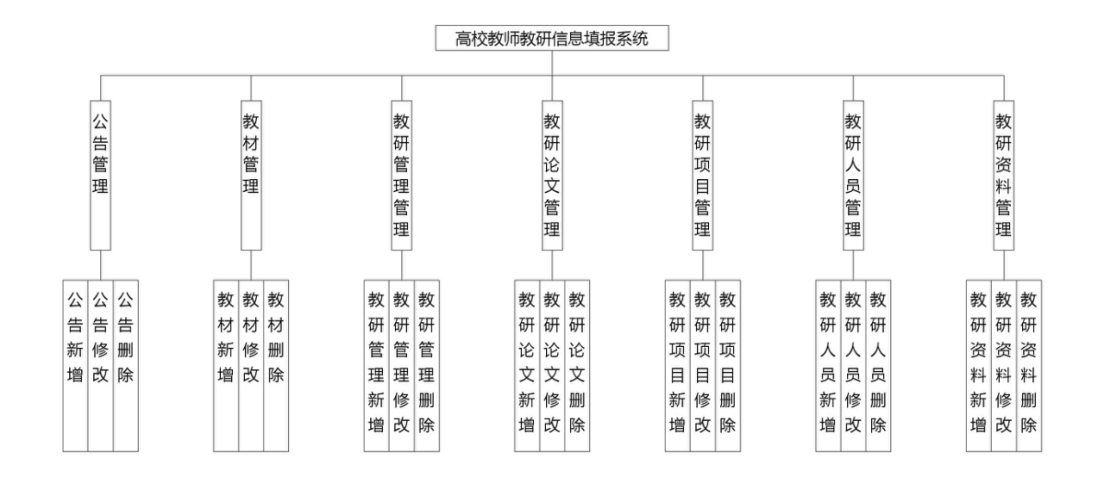 高校教师教研信息填报系统
公告管理
教材管理
教研管理管理
教研论文管理
教研项目管理
教研人员管理
教研资料管理
公告新增
公告修改
公告删除
教材新增
教材修改
教材删除
教研管理新增
教研管理修改
教研管理删除
教研论文新增
教研论文修改
教研论文删除
教研项目新增
教研项目修改
教研项目删除
教研人员新增
教研人员修改
教研人员删除
教研资料新增
教研资料修改
教研资料删除